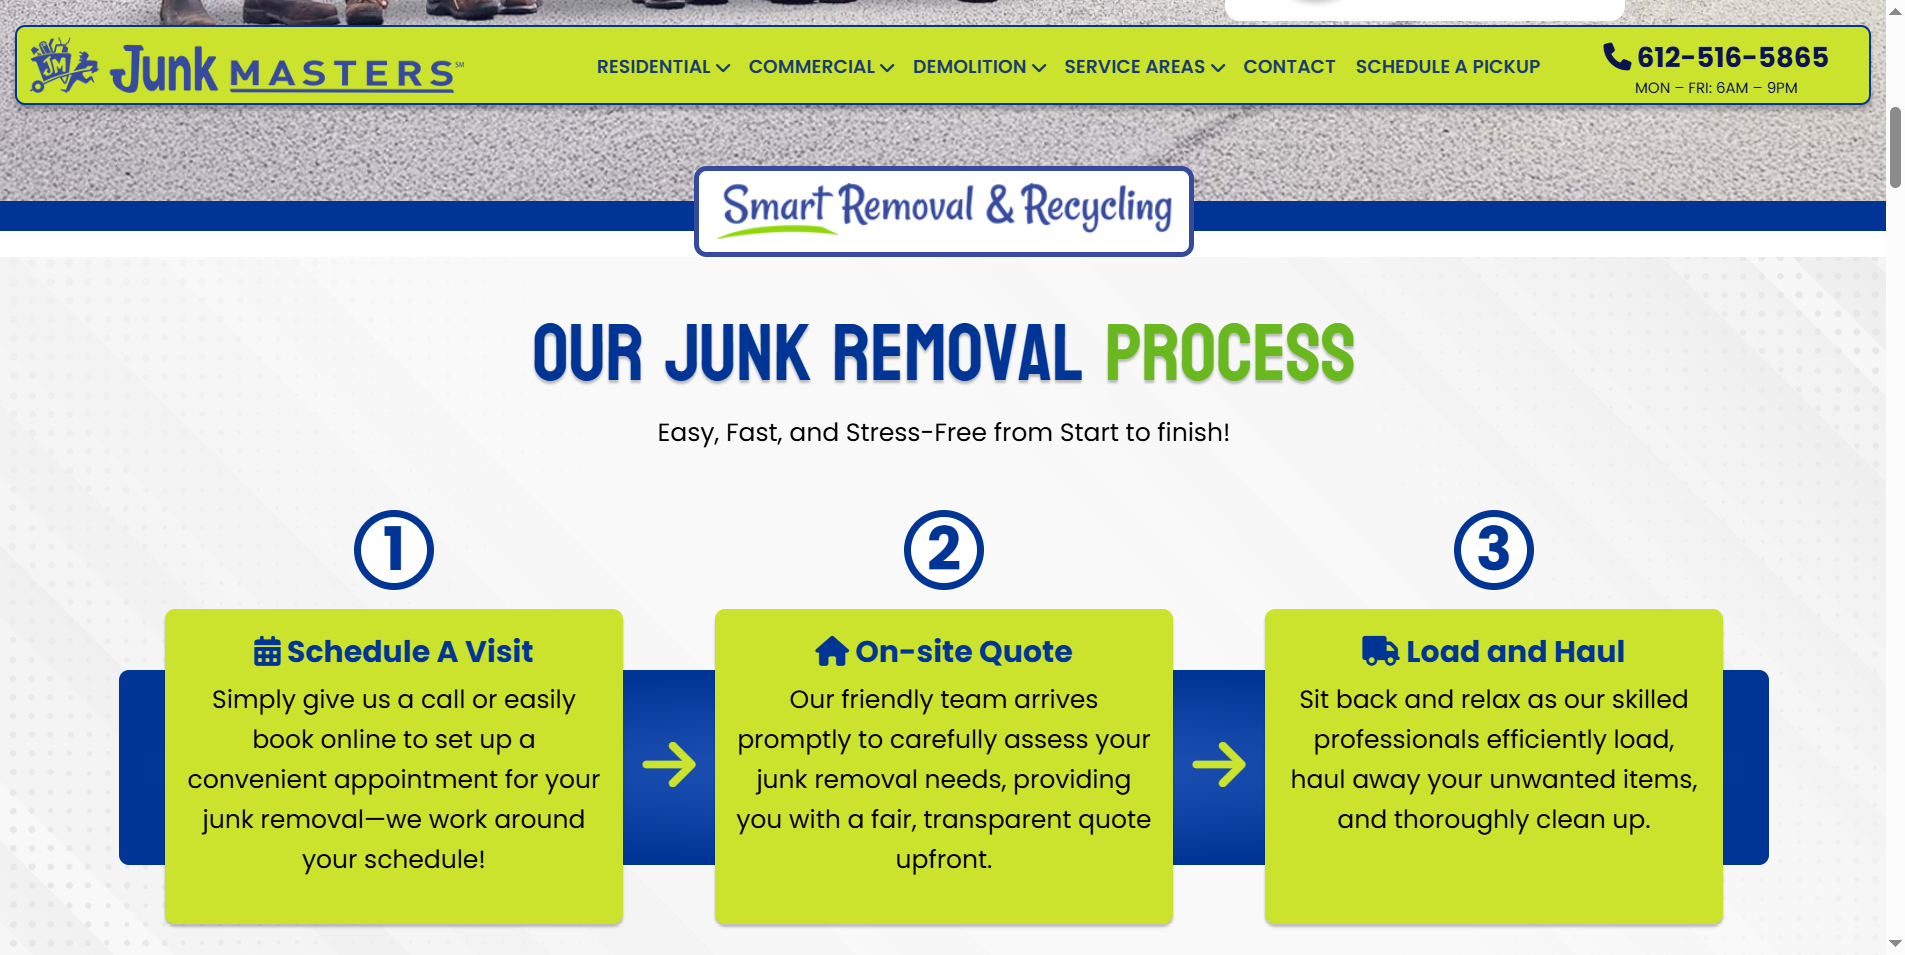 JM Junk MASTERS SM
RESIDENTIAL COMMERCIAL DEMOLITION SERVICE AREAS CONTACT SCHEDULE A PICKUP
612-516-5865
MON – FRI: 6AM – 9PM
Smart Removal & Recycling
OUR JUNK REMOVAL PROCESS
Easy, Fast, and Stress-Free from Start to finish!
1
Schedule A Visit
Simply give us a call or easily
book online to set up a
convenient appointment for your
junk removal—we work around
your schedule!
2
On-site Quote
Our friendly team arrives
promptly to carefully assess your
junk removal needs, providing
you with a fair, transparent quote
upfront.
3
Load and Haul
Sit back and relax as our skilled
professionals efficiently load,
haul away your unwanted items,
and thoroughly clean up.